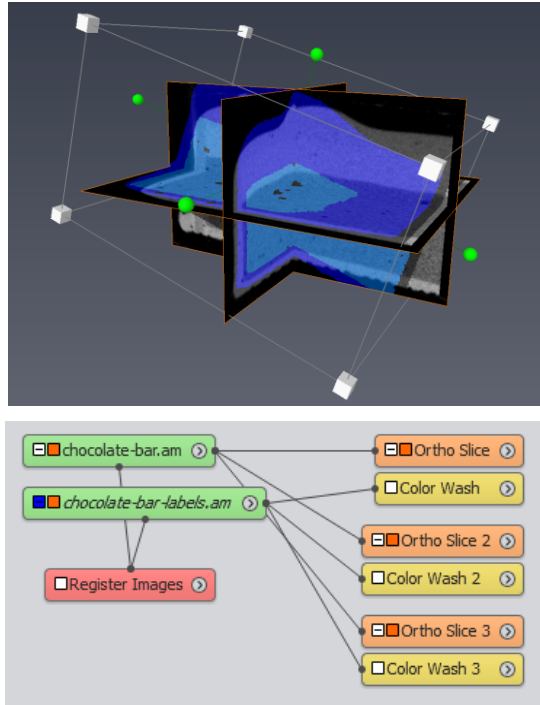 chocolate-bar.am
Ortho Slice
chocolate-bar-labels.am
Color Wash
Ortho Slice 2
Register Images
Color Wash 2
Ortho Slice 3
Color Wash 3